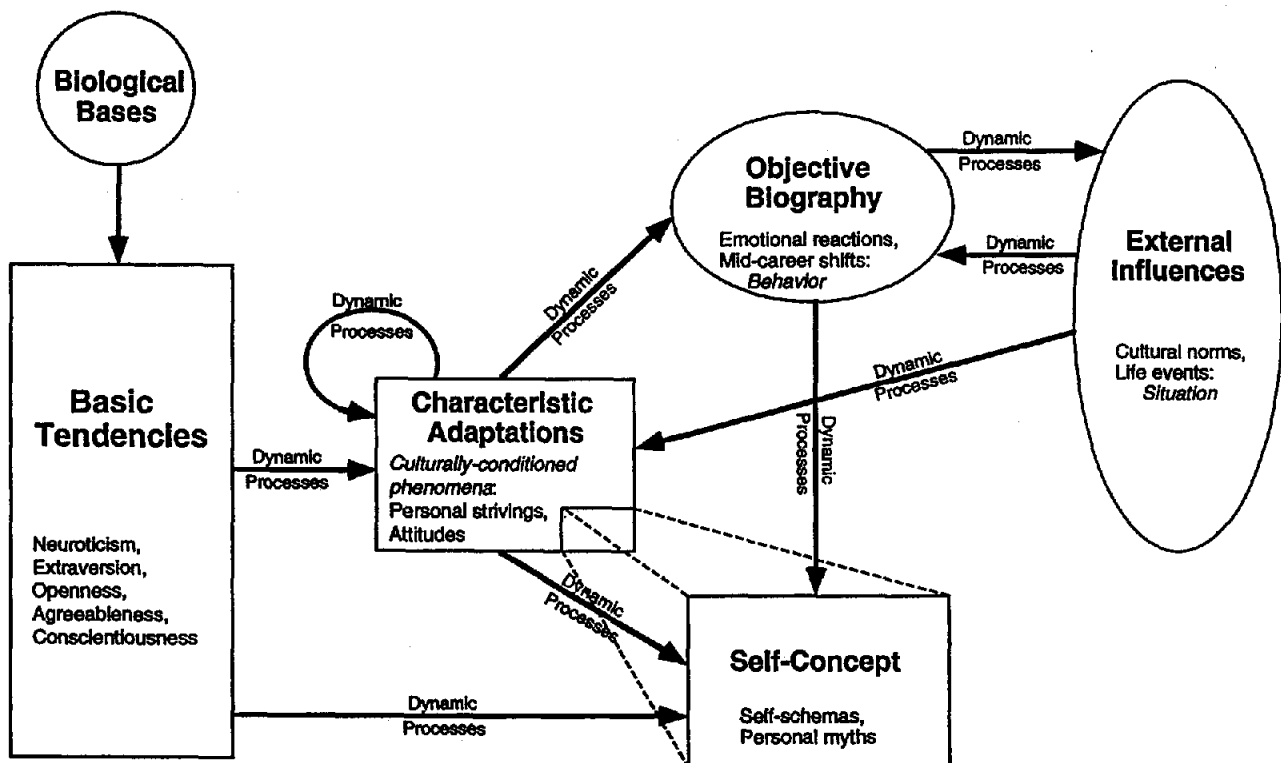 Biological
Bases
Basic
Tendencies
Neuroticism,
Extraversion,
Openness,
Agreeableness,
Conscientiousness
Dynamic
Processes
Dynamic
Processes
Characteristic
Adaptations
Culturally-conditioned
phenomena:
Personal strivings,
Attitudes
Dynamic
Processes
Objective
Biography
Emotional reactions,
Mid-career shifts:
Behavior
Dynamic
Processes
Dynamic
Processes
External
Influences
Cultural norms,
Life events:
Situation
Dynamic
Processes
Dynamic
Processes
Dynamic
Processes
Dynamic
Processes
Self-Concept
Self-schemas,
Personal myths